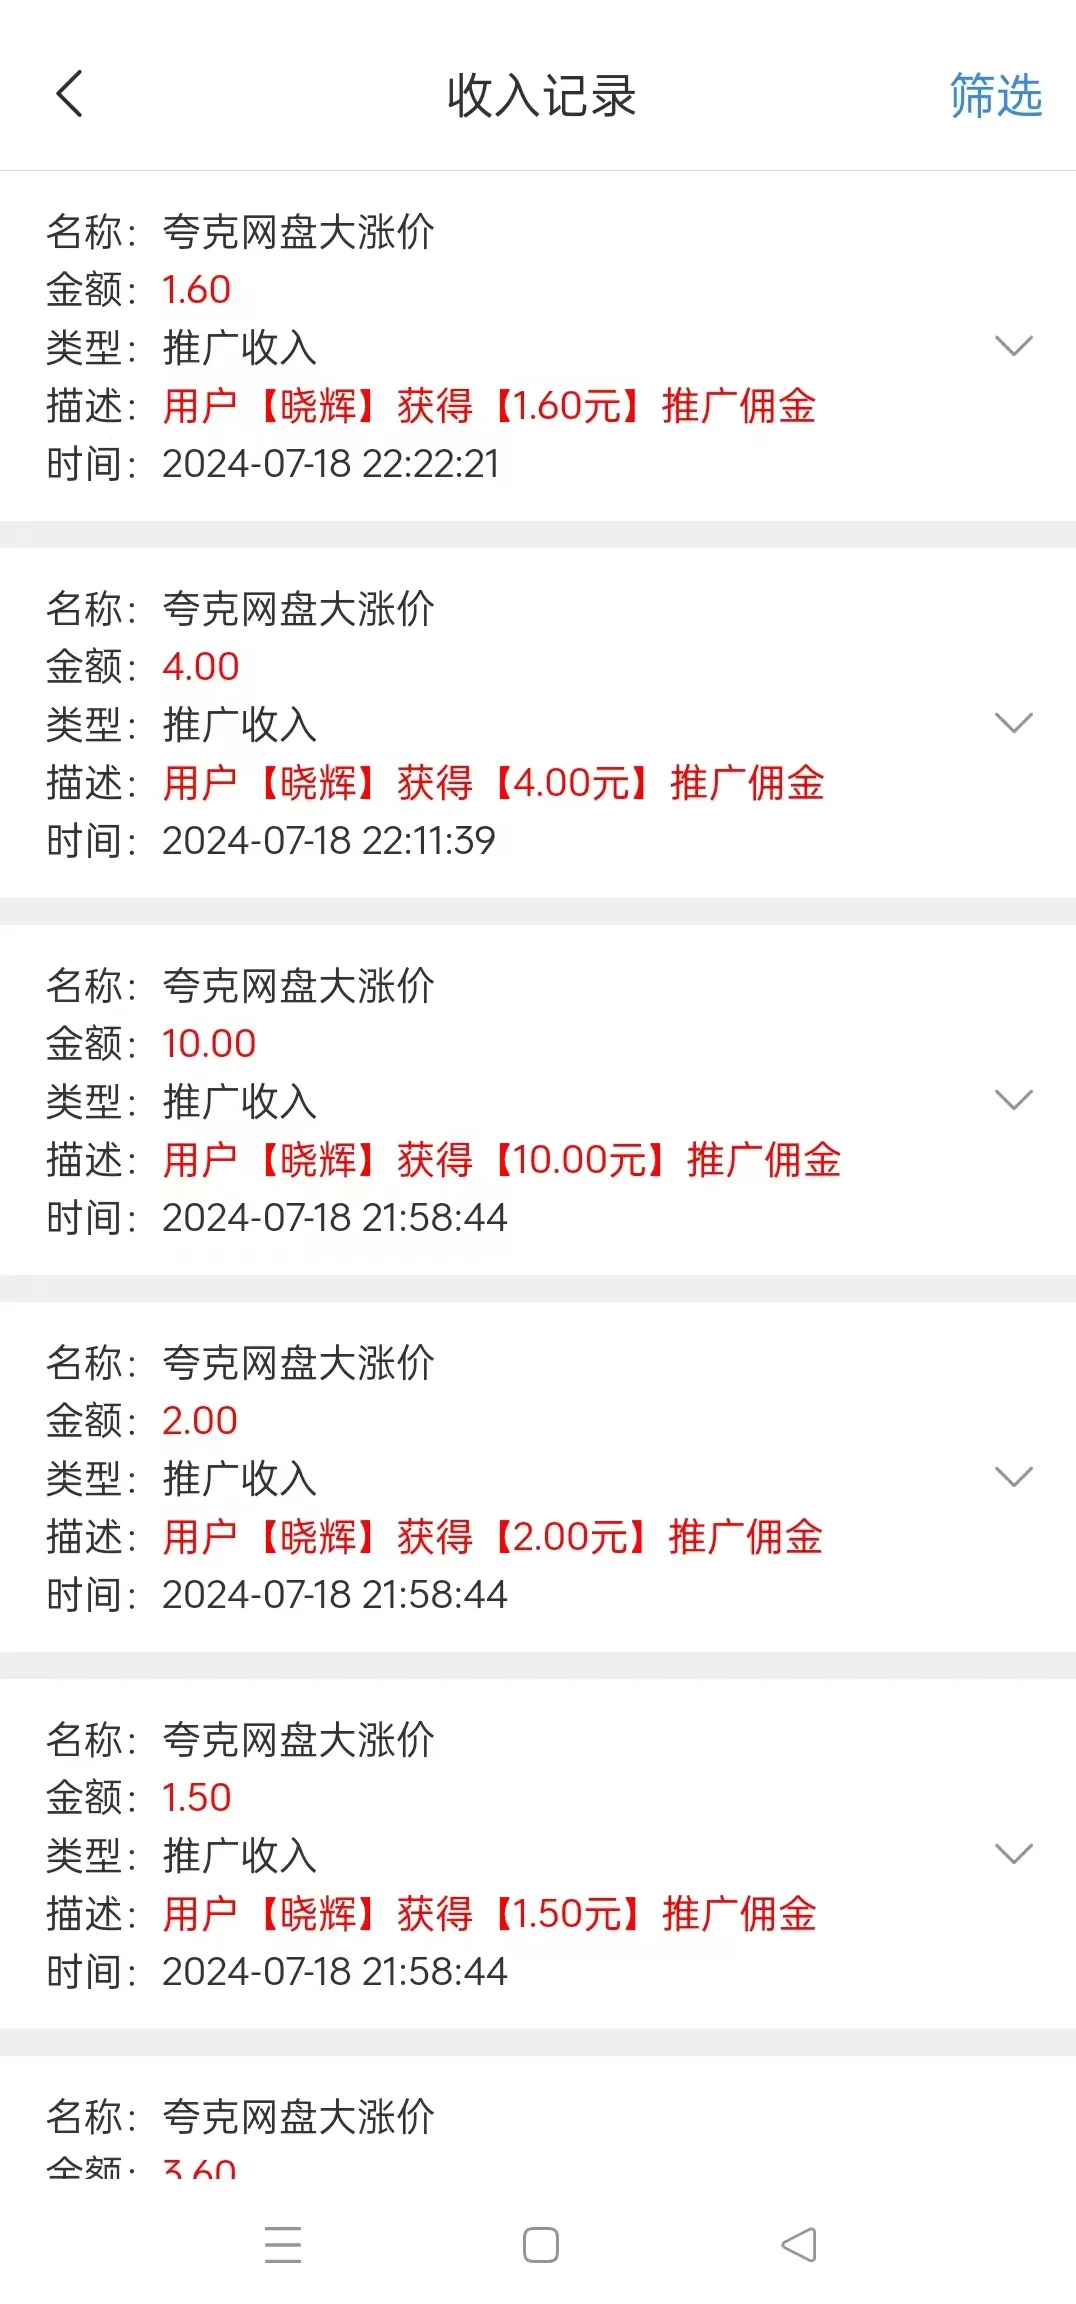 收入记录
筛选
名称：夸克网盘大涨价
金额：1.60
类型：推广收入
描述：用户【晓辉】获得【1.60元】推广佣金
时间：2024-07-18 22:22:21
名称：夸克网盘大涨价
金额：4.00
类型：推广收入
描述：用户【晓辉】获得【4.00元】推广佣金
时间：2024-07-18 22:11:39
名称：夸克网盘大涨价
金额：10.00
类型：推广收入
描述：用户【晓辉】获得【10.00元】推广佣金
时间：2024-07-18 21:58:44
名称：夸克网盘大涨价
金额：2.00
类型：推广收入
描述：用户【晓辉】获得【2.00元】推广佣金
时间：2024-07-18 21:58:44
名称：夸克网盘大涨价
金额：1.50
类型：推广收入
描述：用户【晓辉】获得【1.50元】推广佣金
时间：2024-07-18 21:58:44
名称：夸克网盘大涨价
金额：3.60